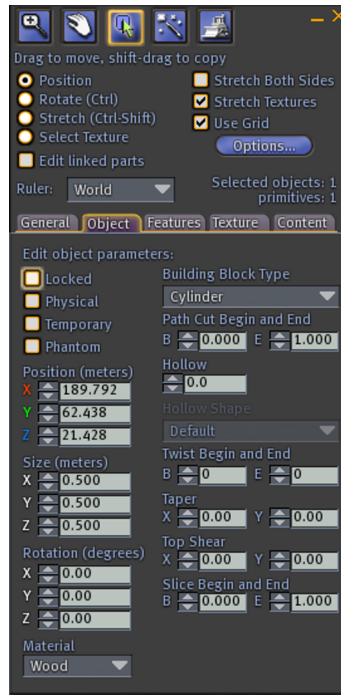 Drag to move, shift-drag to copy
Position
Rotate (Ctrl)
Stretch (Ctrl-Shift)
Select Texture
Edit linked parts
Stretch Both Sides
Stretch Textures
Use Grid
Options...
Ruler: World
Selected objects: 1
primitives: 1
General Object Features Texture Content
Edit object parameters:
Locked
Physical
Temporary
Phantom
Position (meters)
X 189.792
Y 62.438
Z 21.428
Size (meters)
X 0.500
Y 0.500
Z 0.500
Rotation (degrees)
X 0.00
Y 0.00
Z 0.00
Material
Wood
Building Block Type
Cylinder
Path Cut Begin and End
B 0.000 E 1.000
Hollow
0.0
Hollow Shape
Default
Twist Begin and End
B 0 E 0
Taper
X 0.00 Y 0.00
Top Shear
X 0.00 Y 0.00
Slice Begin and End
B 0.000 E 1.000